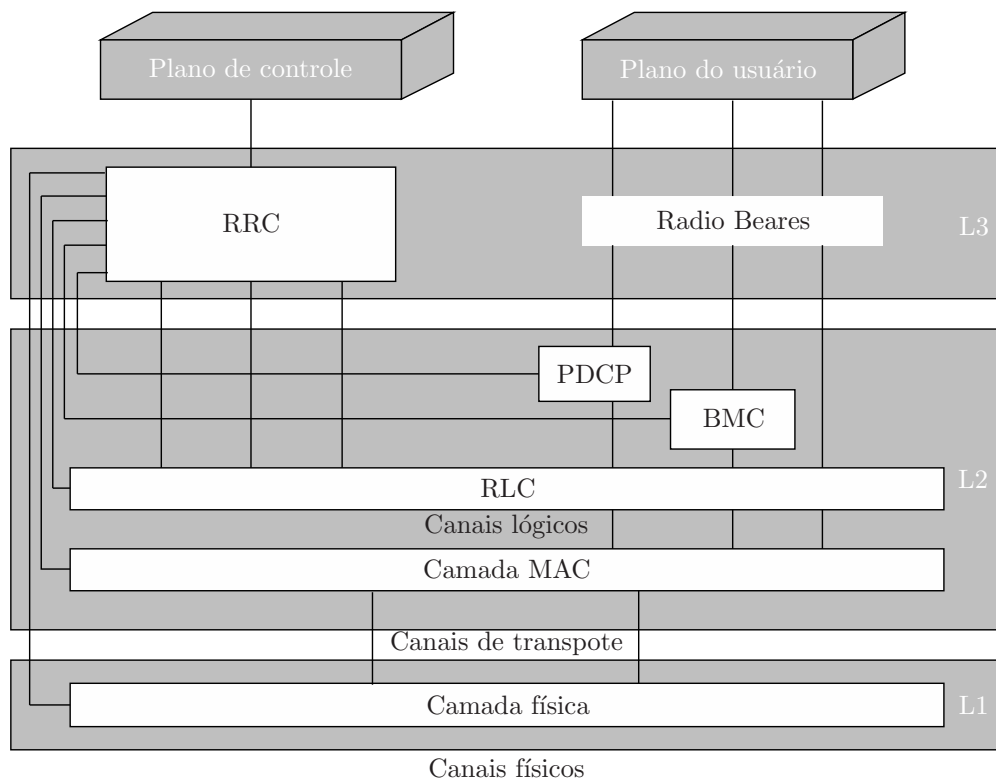 Plano de controle
Plano do usuário
RRC
Radio Beares
L3
PDCP
BMC
RLC
L2
Canais lógicos
Camada MAC
Canais de transpote
Camada física
L1
Canais físicos